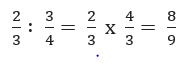 2/3 : 3/4 = 2/3 x 4/3 = 8/9